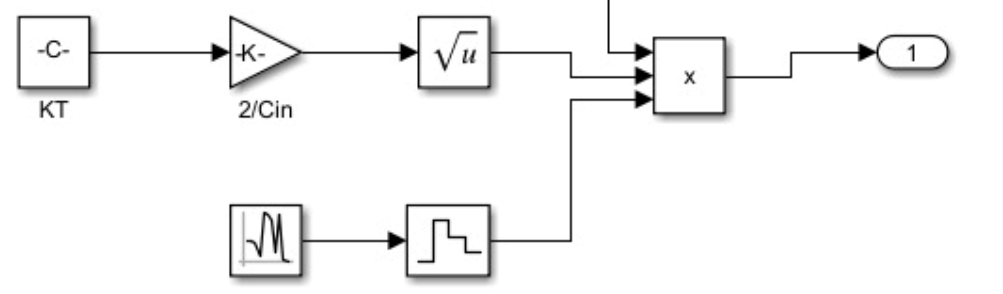 -C-
KT
-K-
2/Cin
√u
x
1